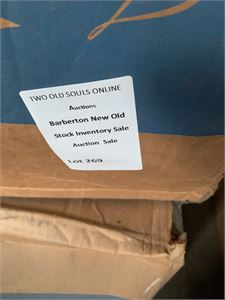 TWO OLD SOULS ONLINE
Auctions
Barberton New Old
Stock Inventory Sale
Auction Sale
Lot 269